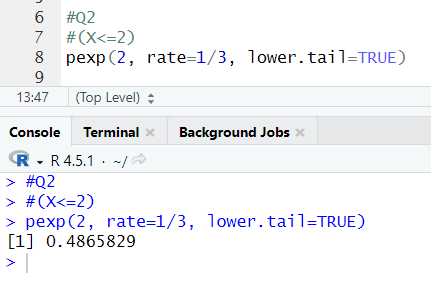 6 #Q2
7 #(X<=2)
8 pexp(2, rate=1/3, lower.tail=TRUE)
9
13:47 (Top Level)
Console Terminal Background Jobs
R 4.5.1 · ~/
> #Q2
> #(X<=2)
> pexp(2, rate=1/3, lower.tail=TRUE)
[1] 0.4865829
>